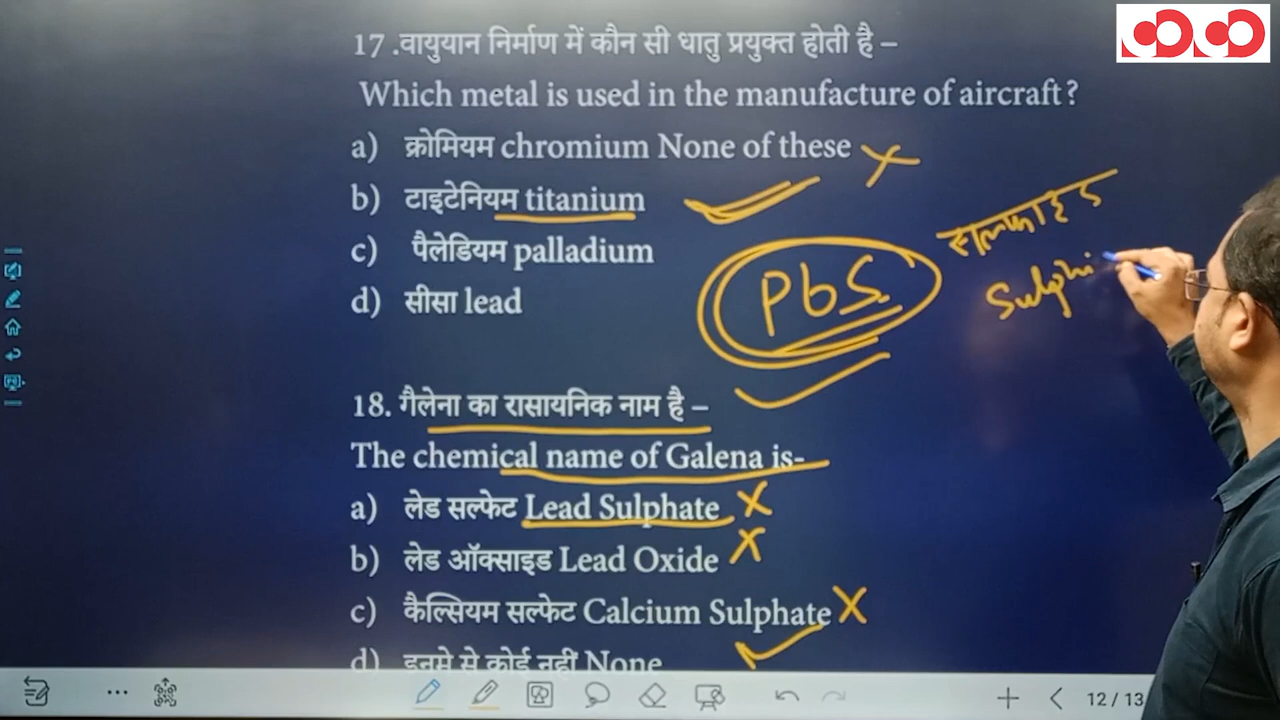 17 .वायुयान निर्माण में कौन सी धातु प्रयुक्त होती है –
Which metal is used in the manufacture of aircraft?
a) क्रोमियम chromium None of these
b) टाइटेनियम titanium
c) पैलेडियम palladium
d) सीसा lead
PbS
सल्फाइड
Sulphi
18. गैलेना का रासायनिक नाम है –
The chemical name of Galena is-
a) लेड सल्फेट Lead Sulphate
b) लेड ऑक्साइड Lead Oxide
c) कैल्सियम सल्फेट Calcium Sulphate
d) इनमे से कोई नहीं None
12 / 13